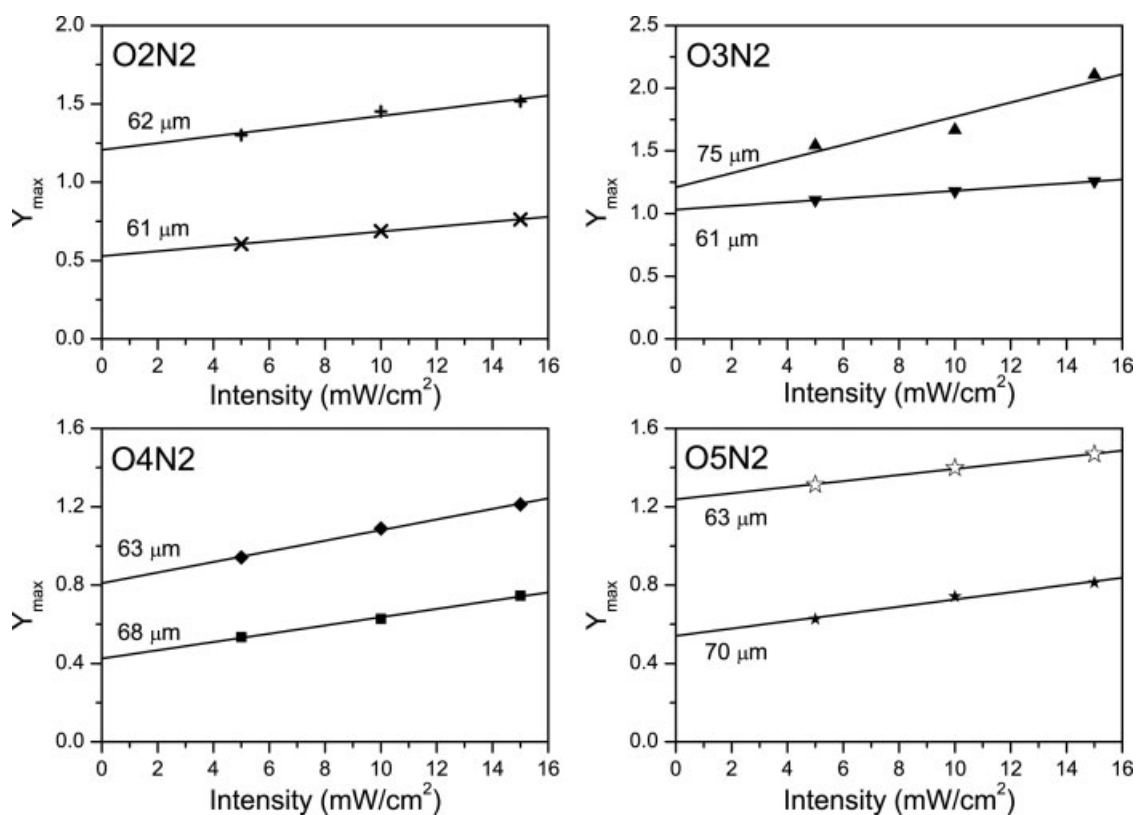 O2N2
2.0
1.5
1.0
0.5
0.0
Y_max
62 μm
61 μm
0 2 4 6 8 10 12 14 16
Intensity (mW/cm²)
O3N2
2.5
2.0
1.5
1.0
0.5
0.0
Y_max
75 μm
61 μm
0 2 4 6 8 10 12 14 16
Intensity (mW/cm²)
O4N2
1.6
1.2
0.8
0.4
0.0
Y_max
63 μm
68 μm
0 2 4 6 8 10 12 14 16
Intensity (mW/cm²)
O5N2
1.6
1.2
0.8
0.4
0.0
Y_max
63 μm
70 μm
0 2 4 6 8 10 12 14 16
Intensity (mW/cm²)